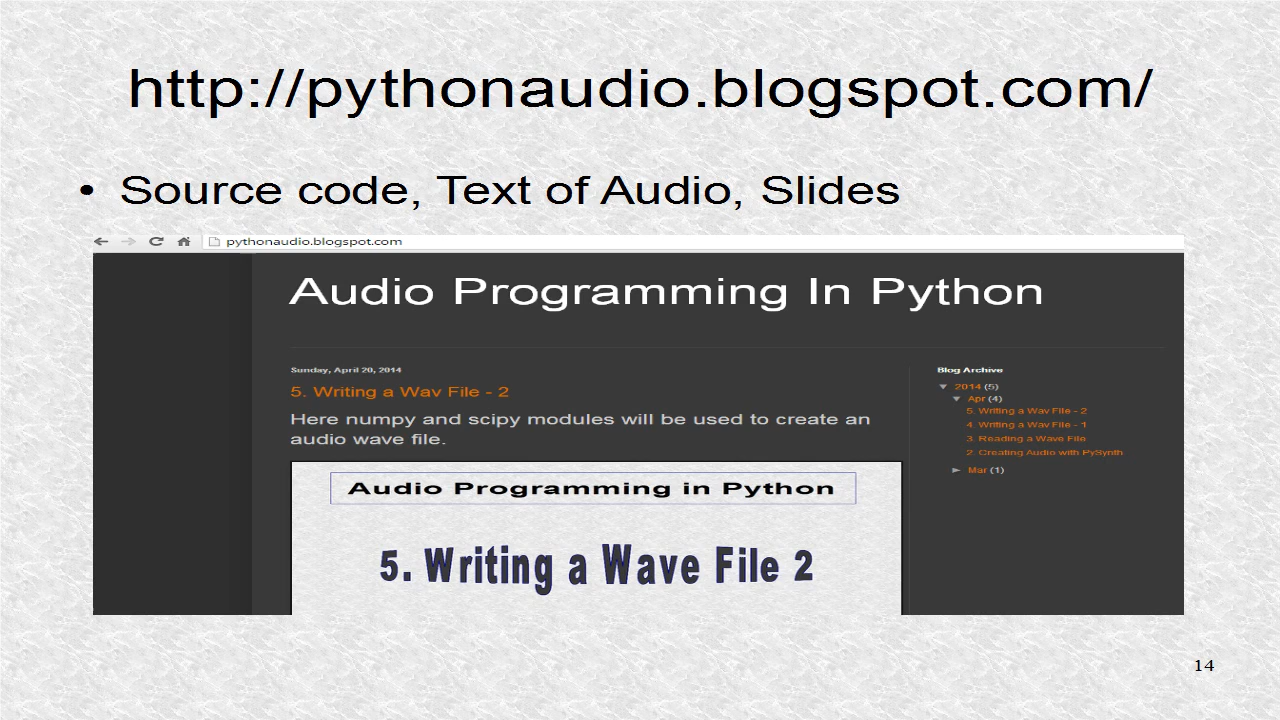 http://pythonaudio.blogspot.com/
• Source code, Text of Audio, Slides
pythonaudio.blogspot.com
Audio Programming In Python
Sunday, April 20, 2014
5. Writing a Wav File - 2
Here numpy and scipy modules will be used to create an
audio wave file.
Audio Programming in Python
5. Writing a Wave File 2
Blog Archive
▼ 2014 (5)
▼ Apr (4)
5. Writing a Wav File - 2
4. Writing a Wav File - 1
3. Reading a Wave File
2. Creating Audio with PySynth
► Mar (1)
14